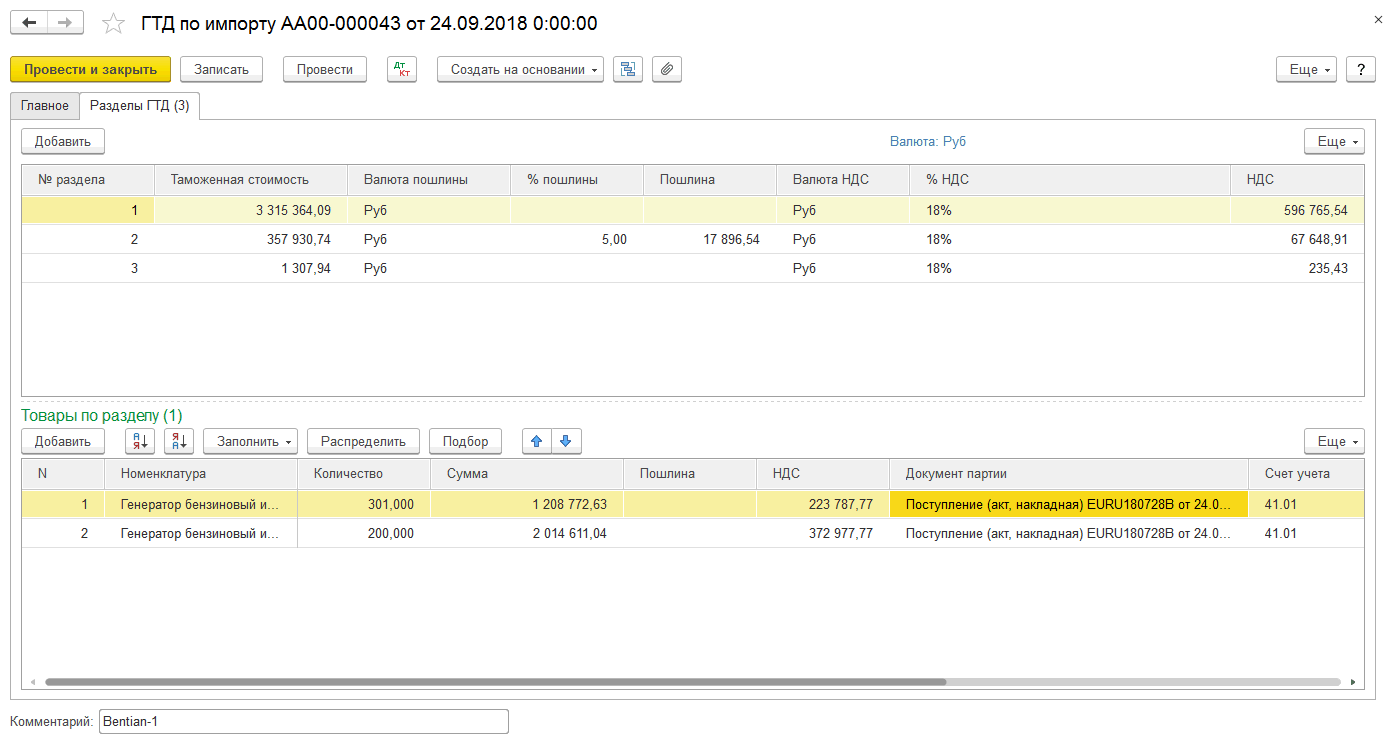 ГТД по импорту АА00-000043 от 24.09.2018 0:00:00
Провести и закрыть Записать Провести Дт Кт Создать на основании Еще ?
Главное Разделы ГТД (3)
Добавить Валюта: Руб Еще
№ раздела Таможенная стоимость Валюта пошлины % пошлины Пошлина Валюта НДС % НДС НДС
1 3 315 364,09 Руб Руб 18% 596 765,54
2 357 930,74 Руб 5,00 17 896,54 Руб 18% 67 648,91
3 1 307,94 Руб Руб 18% 235,43
Товары по разделу (1)
Добавить А Я Я А Заполнить Распределить Подбор Еще
N Номенклатура Количество Сумма Пошлина НДС Документ партии Счет учета
1 Генератор бензиновый и... 301,000 1 208 772,63 223 787,77 Поступление (акт, накладная) EURU180728B от 24.0... 41.01
2 Генератор бензиновый и... 200,000 2 014 611,04 372 977,77 Поступление (акт, накладная) EURU180728B от 24.0... 41.01
Комментарий: Bentian-1